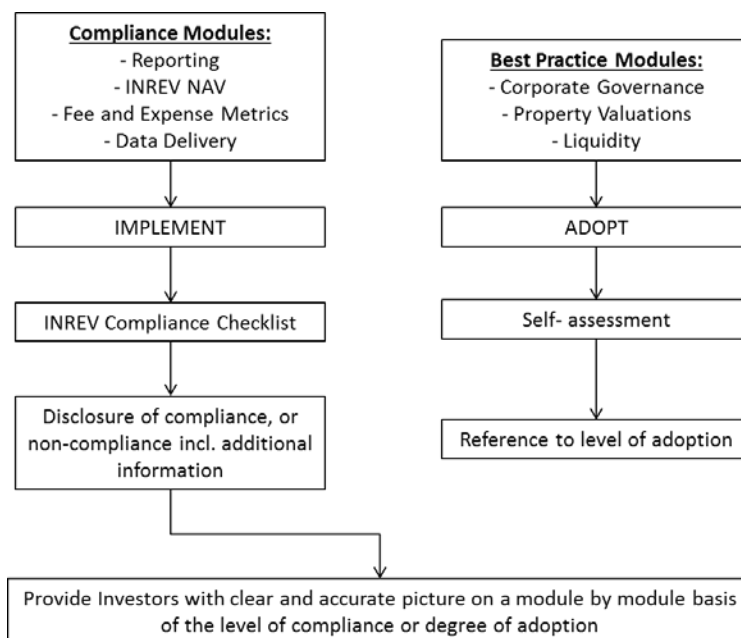 Compliance Modules:
- Reporting
- INREV NAV
- Fee and Expense Metrics
- Data Delivery
IMPLEMENT
INREV Compliance Checklist
Disclosure of compliance, or
non-compliance incl. additional
information
Best Practice Modules:
- Corporate Governance
- Property Valuations
- Liquidity
ADOPT
Self- assessment
Reference to level of adoption
Provide Investors with clear and accurate picture on a module by module basis
of the level of compliance or degree of adoption